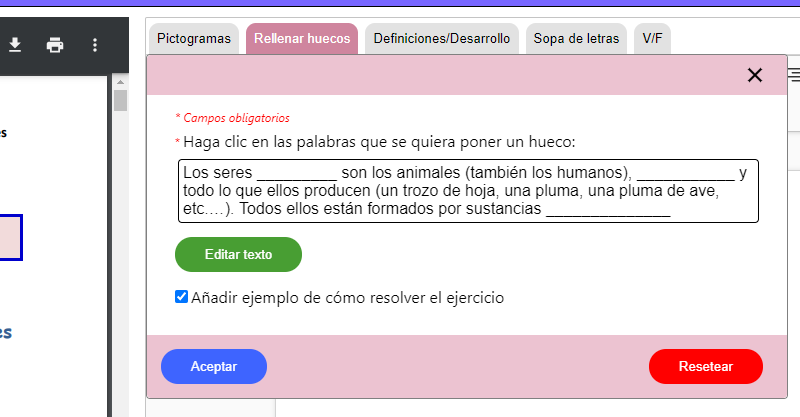 Pictogramas Rellenar huecos Definiciones/Desarrollo Sopa de letras V/F
* Campos obligatorios
* Haga clic en las palabras que se quiera poner un hueco:
Los seres _________ son los animales (también los humanos), ___________ y
todo lo que ellos producen (un trozo de hoja, una pluma, una pluma de ave,
etc.…). Todos ellos están formados por sustancias ______________
Editar texto
Añadir ejemplo de cómo resolver el ejercicio
Aceptar Resetear
es
es